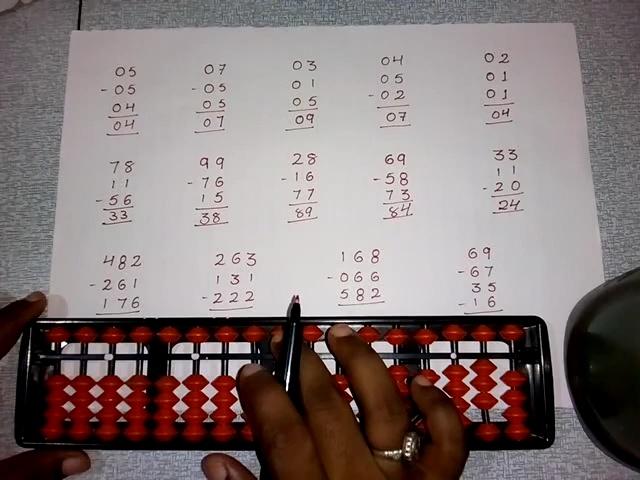 05 07 03 04 02
-05 -05 01 05 01
04 05 05 -02 01
04 07 09 07 04
78 99 28 69 33
11 -76 -16 -58 11
-56 15 77 73 -20
33 38 89 84 24
482 263 168 69
-261 131 -066 -67
176 -222 582 35
-16